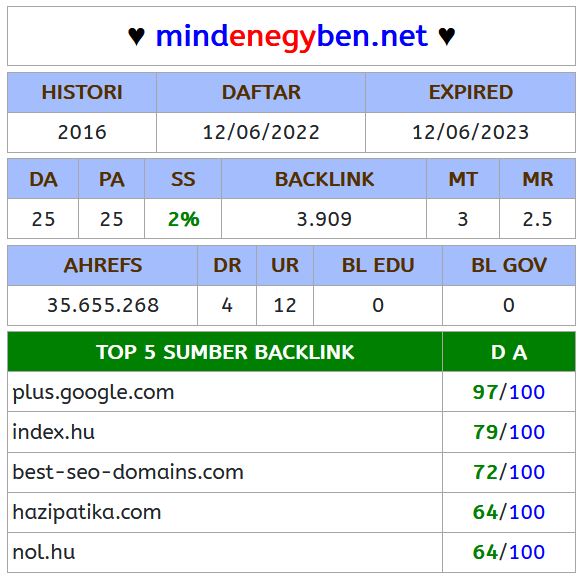 ♥ mindenegyben.net ♥
HISTORI DAFTAR EXPIRED
2016 12/06/2022 12/06/2023
DA PA SS BACKLINK MT MR
25 25 2% 3.909 3 2.5
AHREFS DR UR BL EDU BL GOV
35.655.268 4 12 0 0
TOP 5 SUMBER BACKLINK D A
plus.google.com 97/100
index.hu 79/100
best-seo-domains.com 72/100
hazipatika.com 64/100
nol.hu 64/100